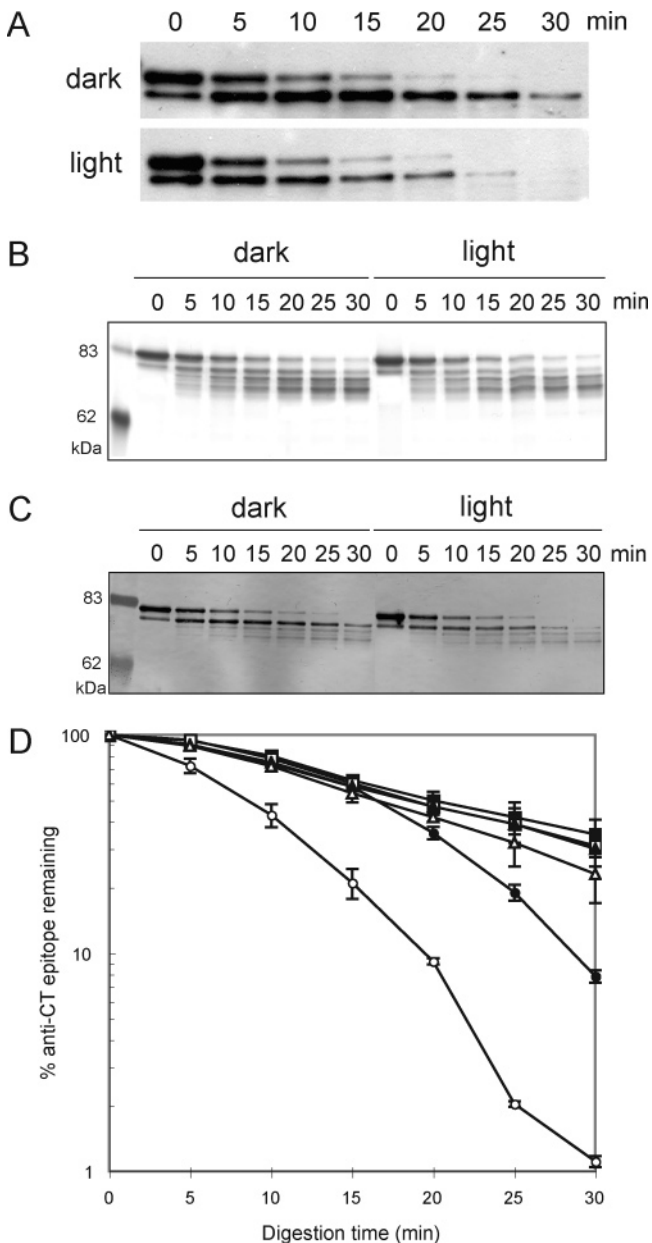 A
0 5 10 15 20 25 30 min
dark
light
B
dark light
0 5 10 15 20 25 30 0 5 10 15 20 25 30 min
83
62
kDa
C
dark light
0 5 10 15 20 25 30 0 5 10 15 20 25 30 min
83
62
kDa
D
100
10
1
% anti-CT epitope remaining
0 5 10 15 20 25 30
Digestion time (min)